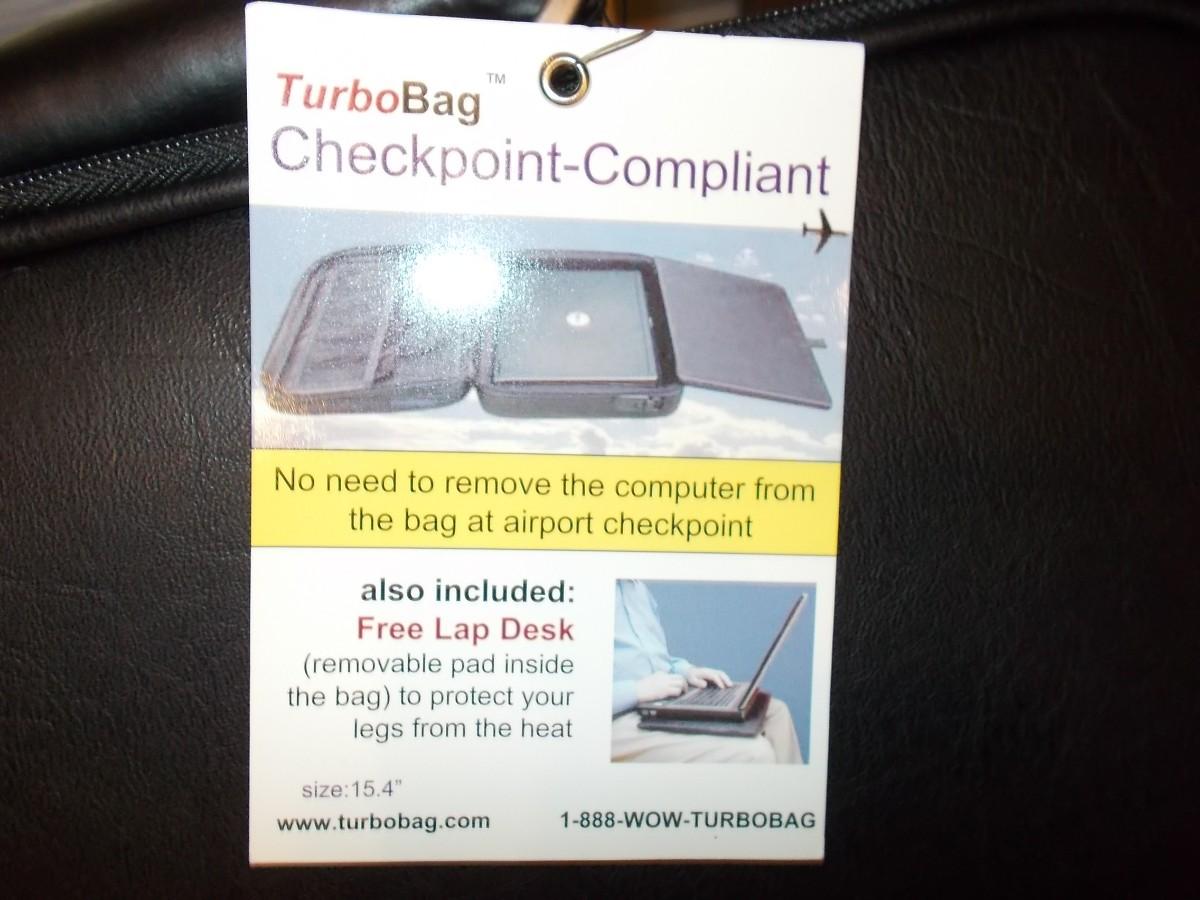 TurboBag™
Checkpoint-Compliant
No need to remove the computer from
the bag at airport checkpoint
also included:
Free Lap Desk
(removable pad inside
the bag) to protect your
legs from the heat
size:15.4”
www.turbobag.com
1-888-WOW-TURBOBAG